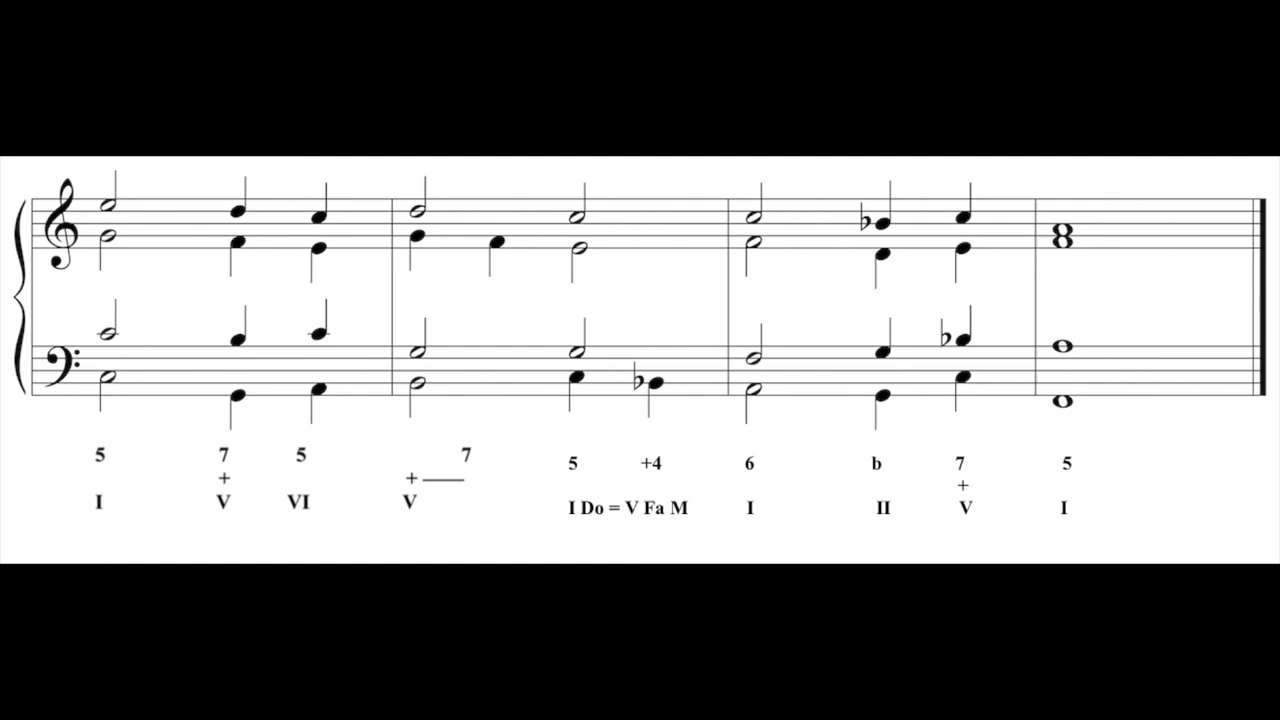 5 7 5 7 5 +4 6 b 7 5
+ + +
I V VI V I Do = V Fa M I II V I